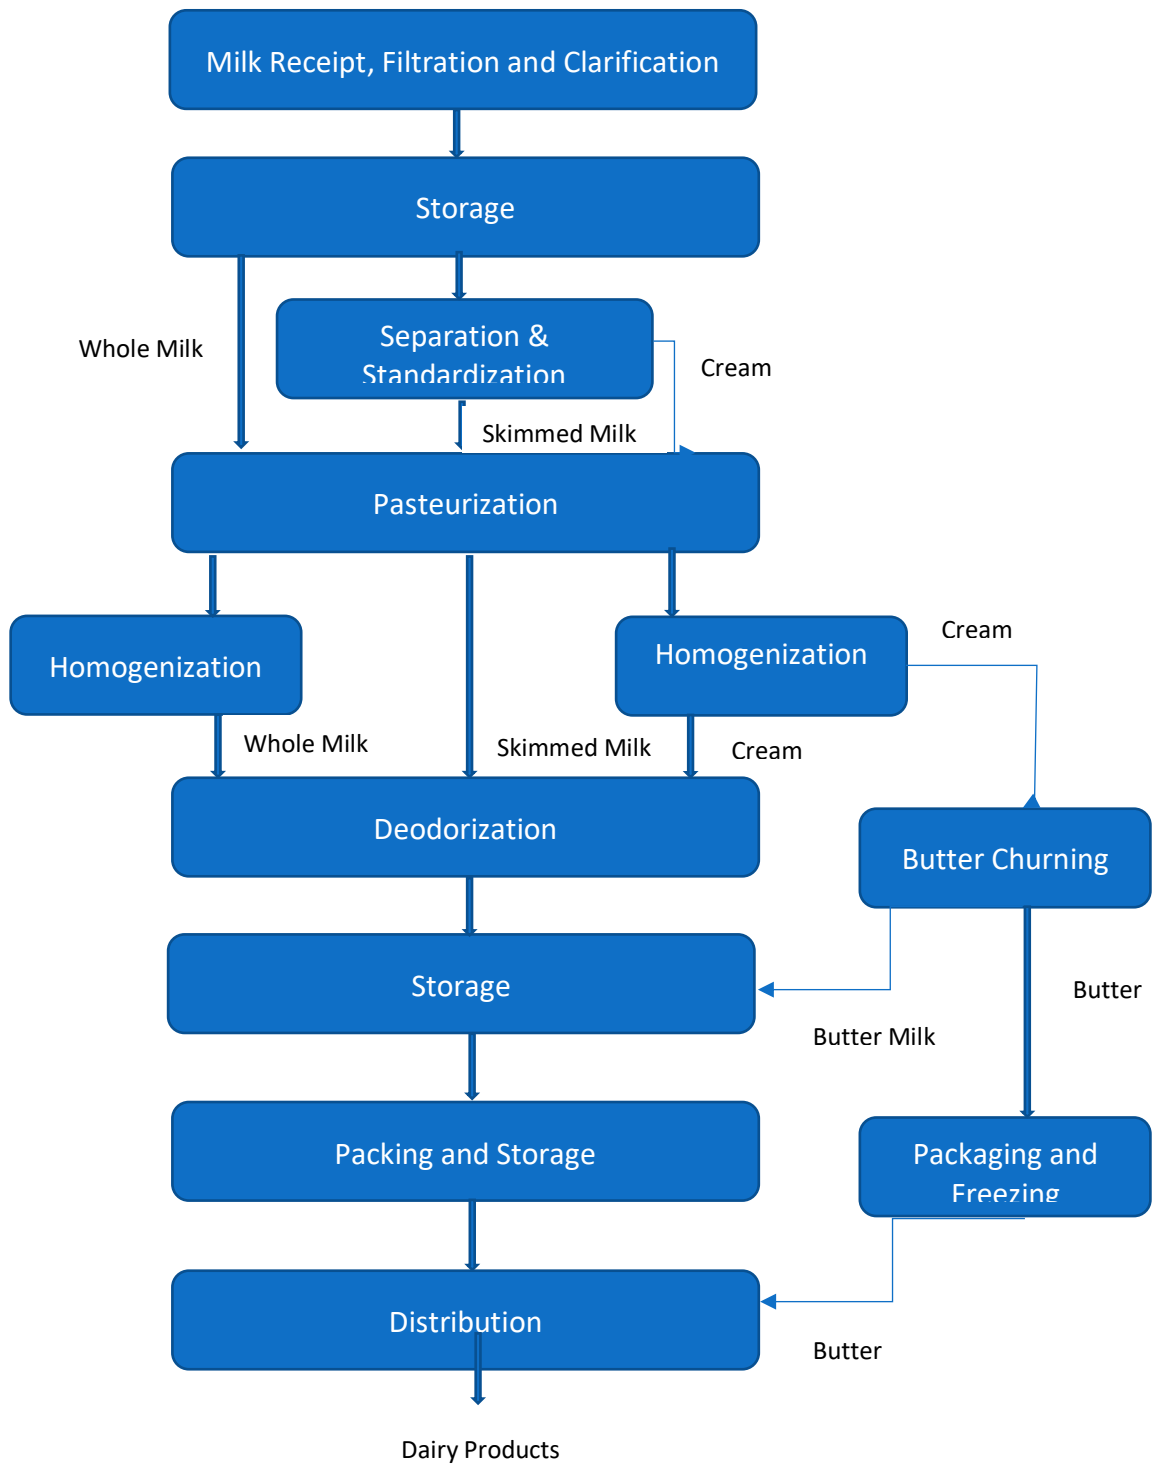 Milk Receipt, Filtration and Clarification
Storage
Separation &
Standardization
Whole Milk
Cream
Skimmed Milk
Pasteurization
Homogenization
Homogenization
Cream
Whole Milk
Skimmed Milk
Cream
Deodorization
Butter Churning
Storage
Butter
Butter Milk
Packing and Storage
Packaging and
Freezing
Distribution
Butter
Dairy Products